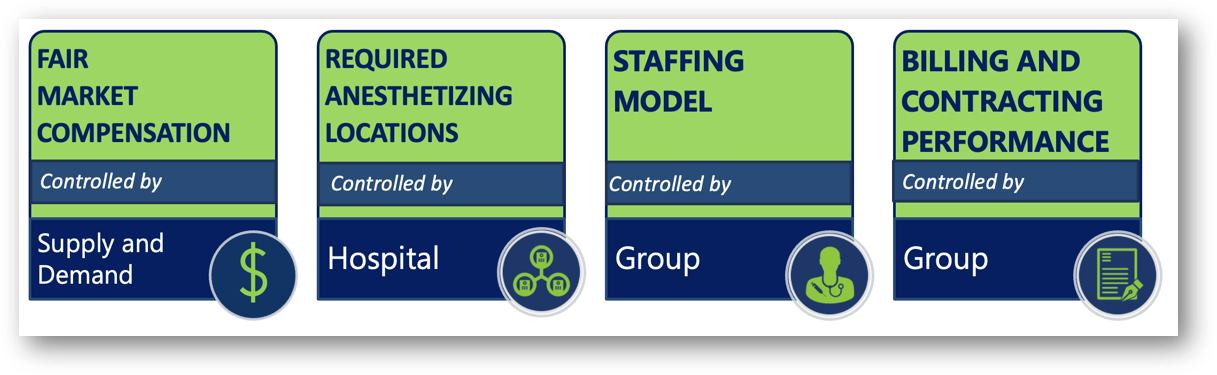 FAIR
MARKET
COMPENSATION
Controlled by
Supply and
Demand
$
REQUIRED
ANESTHETIZING
LOCATIONS
Controlled by
Hospital
STAFFING
MODEL
Controlled by
Group
BILLING AND
CONTRACTING
PERFORMANCE
Controlled by
Group